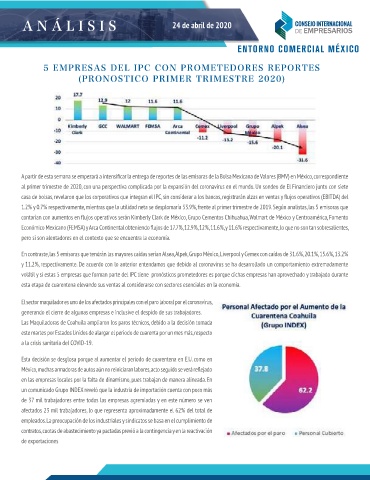 ANÁLISIS
24 de abril de 2020
CONSEJO INTERNACIONAL
DE EMPRESARIOS
ENTORNO COMERCIAL MÉXICO
5 EMPRESAS DEL IPC CON PROMETEDORES REPORTES
(PRONOSTICO PRIMER TRIMESTRE 2020)
20
10
0
-10
-20
-30
-40
17.7
12.9
12
11.6
11.6
Kimberly Clark
GCC
WALMART
FEMSA
Arca Continental
Cemex
Liverpool
Grupo México
Alpek
Alsea
-11.2
-13.2
-15.6
-20.1
-31.6
A partir de esta semana se empezará a intensificar la entrega de reportes de las emisoras de la Bolsa Mexicana de Valores (BMV) en México, correspondiente
al primer trimestre de 2020, con una perspectiva complicada por la expansión del coronavirus en el mundo. Un sondeo de El Financiero junto con siete
casa de bolsas, revelaron que los corporativos que integran el IPC, sin considerar a los bancos, registrarán alzas en ventas y flujos operativos (EBITDA) del
1.2% y 0.7% respectivamente, mientras que la utilidad neta se desplomaría 55.9%, frente al primer trimestre de 2019. Según analistas, las 5 emisoras que
contarían con aumentos en flujos operativos serán Kimberly Clark de México, Grupo Cementos Chihuahua, Walmart de México y Centroamérica, Fomento
Económico Mexicano (FEMSA) y Arca Continental obteniendo flujos de 17.7%, 12.9%, 12%, 11.6% y 11.6% respectivamente, lo que no son tan sobresalientes,
pero si son alentadores en el contexto que se encuentra la economía.
En contraste, las 5 emisoras que tendrán las mayores caídas serían Alsea, Alpek, Grupo México, Liverpool y Cemex con caídas de 31.6%, 20.1%, 15.6%, 13.2%
y 11.2%, respectivamente. De acuerdo con lo anterior entendamos que debido al coronavirus se ha desarrollado un comportamiento extremadamente
volátil y si estas 5 empresas que forman parte del IPC tiene pronósticos prometedores es porque dichas empresas han aprovechado y trabajado durante
esta etapa de cuarentena elevando sus ventas al considerarse con sectores esenciales en la economía.
El sector maquilador es uno de los afectados principales con el paro laboral por el coronavirus,
generaron el cierre de algunas empresas e inclusive el despido de sus trabajadores.
Las Maquiladoras de Coahuila ampliaron los paros técnicos, debido a la decisión tomada
este martes por Estados Unidos de alargar el periodo de cuarentena por un mes más, respecto
a la crisis sanitaria del COVID-19.
Esta decisión se desglosa porque al aumentar el periodo de cuarentena en E.U. como en
México, muchas armadoras de autos aún no reiniciaran labores, acto seguido se verá reflejado
en las empresas locales por la falta de dinamismo, pues trabajan de manera alineada. En
un comunicado Grupo INDEX reveló que la industria de importación cuenta con poco más
de 37 mil trabajadores entre todas las empresas agremiadas y en este número se ven
afectados 23 mil trabajadores, lo que representa aproximadamente el 62% del total de
empleados. La preocupación de los industriales y sindicatos se basa en el cumplimiento de
contratos, cuotas de abastecimiento ya pactadas previo a la contingencia y en la reactivación
de exportaciones
Personal Afectado por el Aumento de la
Cuarentena Coahuila
(Grupo INDEX)
37.8
62.2
Afectados por el paro
Personal Cubierto